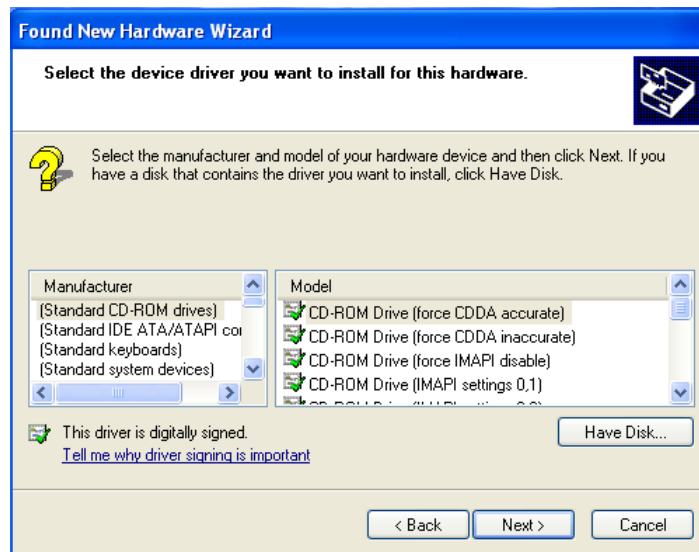 Found New Hardware Wizard
Select the device driver you want to install for this hardware.
Select the manufacturer and model of your hardware device and then click Next. If you
have a disk that contains the driver you want to install, click Have Disk.
Manufacturer
(Standard CD-ROM drives)
(Standard IDE ATA/ATAPI
(Standard keyboards)
(Standard system devices)
Model
CD-ROM Drive (force CDDA accurate)
CD-ROM Drive (force CDDA inaccurate)
CD-ROM Drive (force IMAPI disable)
CD-ROM Drive (IMAPI settings 0,1)
This driver is digitally signed.
Tell me why driver signing is important
Have Disk...
< Back
Next >
Cancel